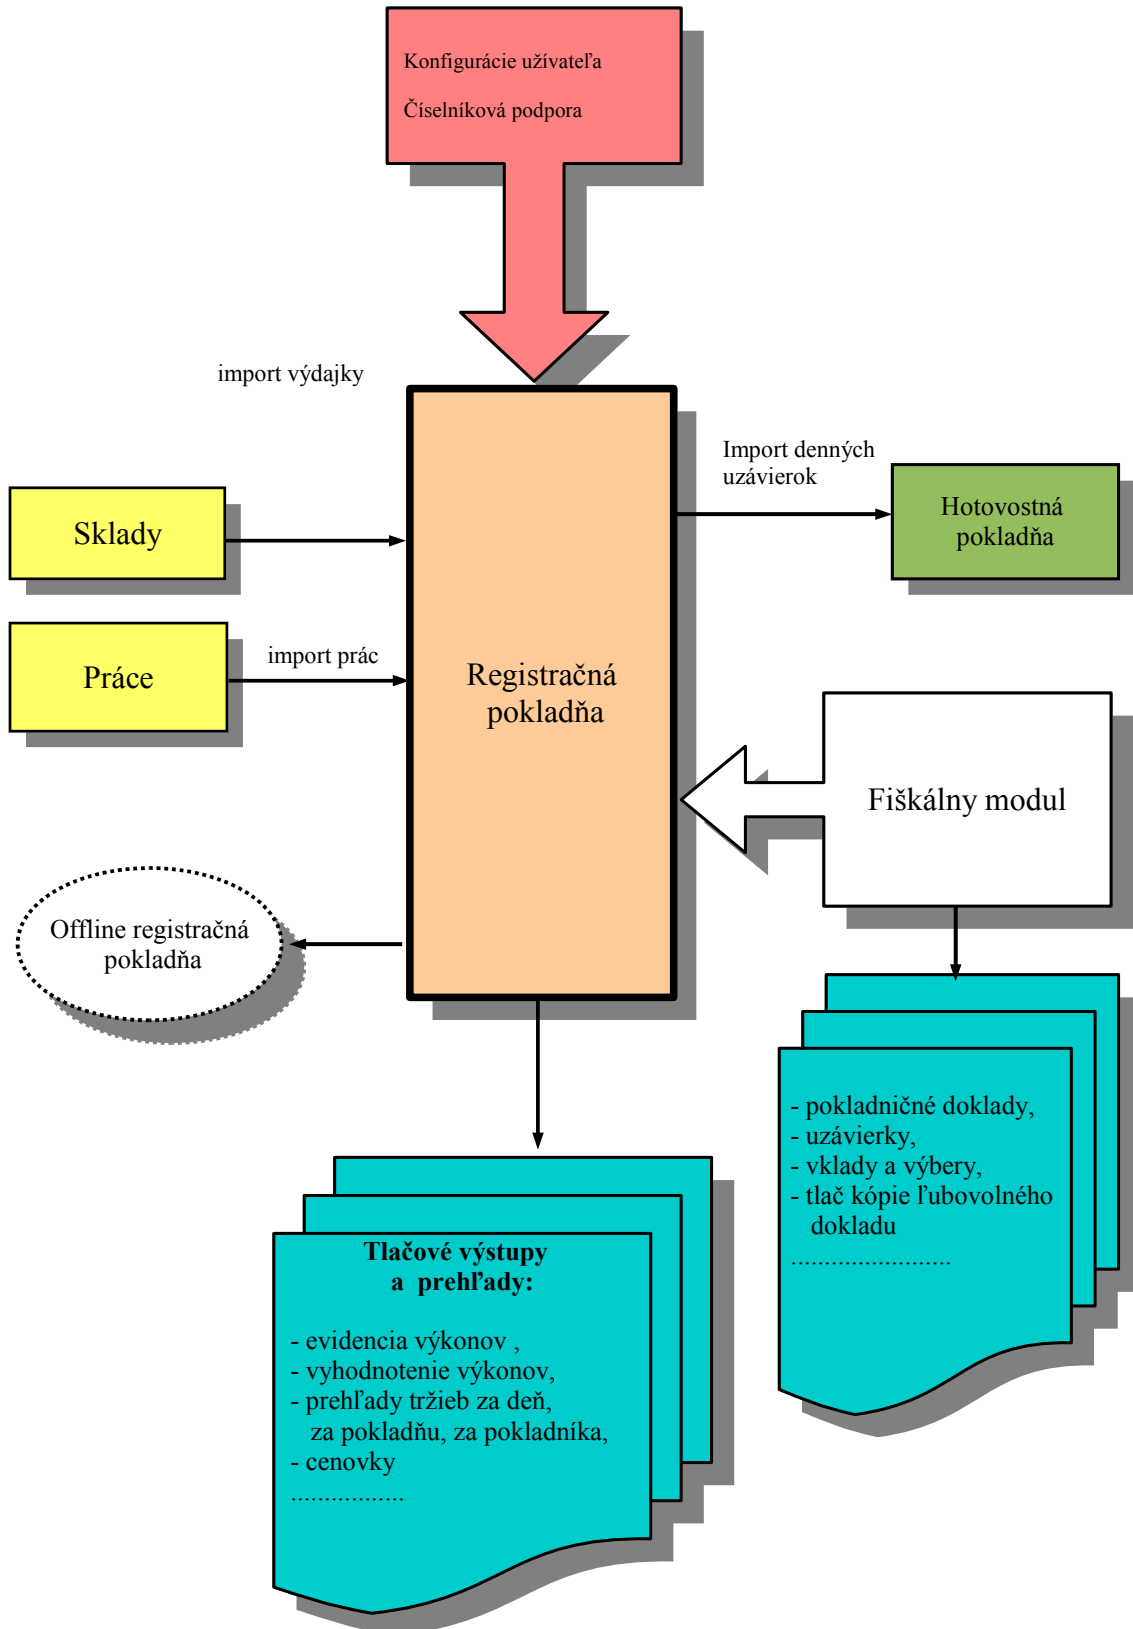 Konfigurácie užívateľa
Číselníková podpora
import výdajky
Import denných
uzávierok
Sklady
Hotovostná
pokladňa
Práce
import prác
Registračná
pokladňa
Fiškálny modul
Offline registračná
pokladňa
- pokladničné doklady,
- uzávierky,
- vklady a výbery,
- tlač kópie ľubovolného
dokladu
.......................
Tlačové výstupy
a prehľady:
- evidencia výkonov ,
- vyhodnotenie výkonov,
- prehľady tržieb za deň,
za pokladňu, za pokladníka,
- cenovky
.................